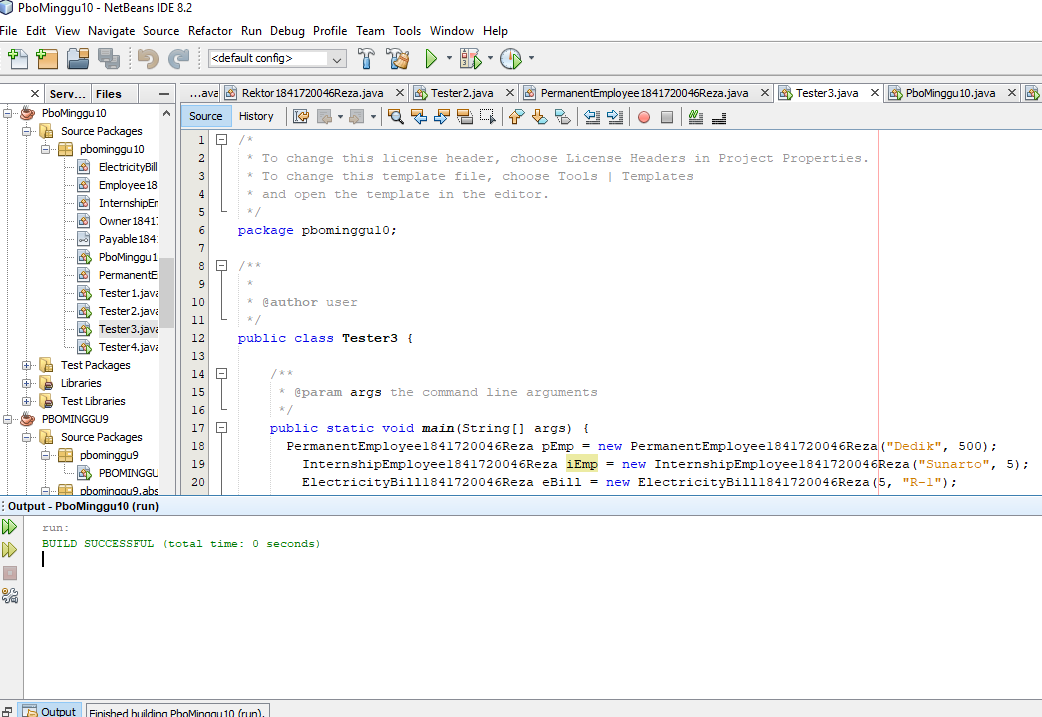 PboMinggu10 - NetBeans IDE 8.2
File Edit View Navigate Source Refactor Run Debug Profile Team Tools Window Help
<default config>
Serv... Files
...ava Rektor1841720046Reza.java Tester2.java PermanentEmployee1841720046Reza.java Tester3.java PboMinggu10.java
Source History
PboMinggu10
Source Packages
pbominggu10
ElectricityBill
Employee18
InternshipEr
Owner1841
Payable184
PboMinggu1
PermanentE
Tester1.java
Tester2.java
Tester3.java
Tester4.java
Test Packages
Libraries
Test Libraries
PBOMINGGU9
Source Packages
pbominggu9
PBOMINGGU
pbominggu9.abs
1 /*
2 * To change this license header, choose License Headers in Project Properties.
3 * To change this template file, choose Tools | Templates
4 * and open the template in the editor.
5 */
6 package pbominggu10;
7
8 /**
9 *
10 * @author user
11 */
12 public class Tester3 {
13
14 /**
15 * @param args the command line arguments
16 */
17 public static void main(String[] args) {
18 PermanentEmployee1841720046Reza pEmp = new PermanentEmployee1841720046Reza("Dedik", 500);
19 InternshipEmployee1841720046Reza iEmp = new InternshipEmployee1841720046Reza("Sunarto", 5);
20 ElectricityBill1841720046Reza eBill = new ElectricityBill1841720046Reza(5, "R-1");
Output - PboMinggu10 (run)
run:
BUILD SUCCESSFUL (total time: 0 seconds)
Output Finished building PboMinggu10 (run).